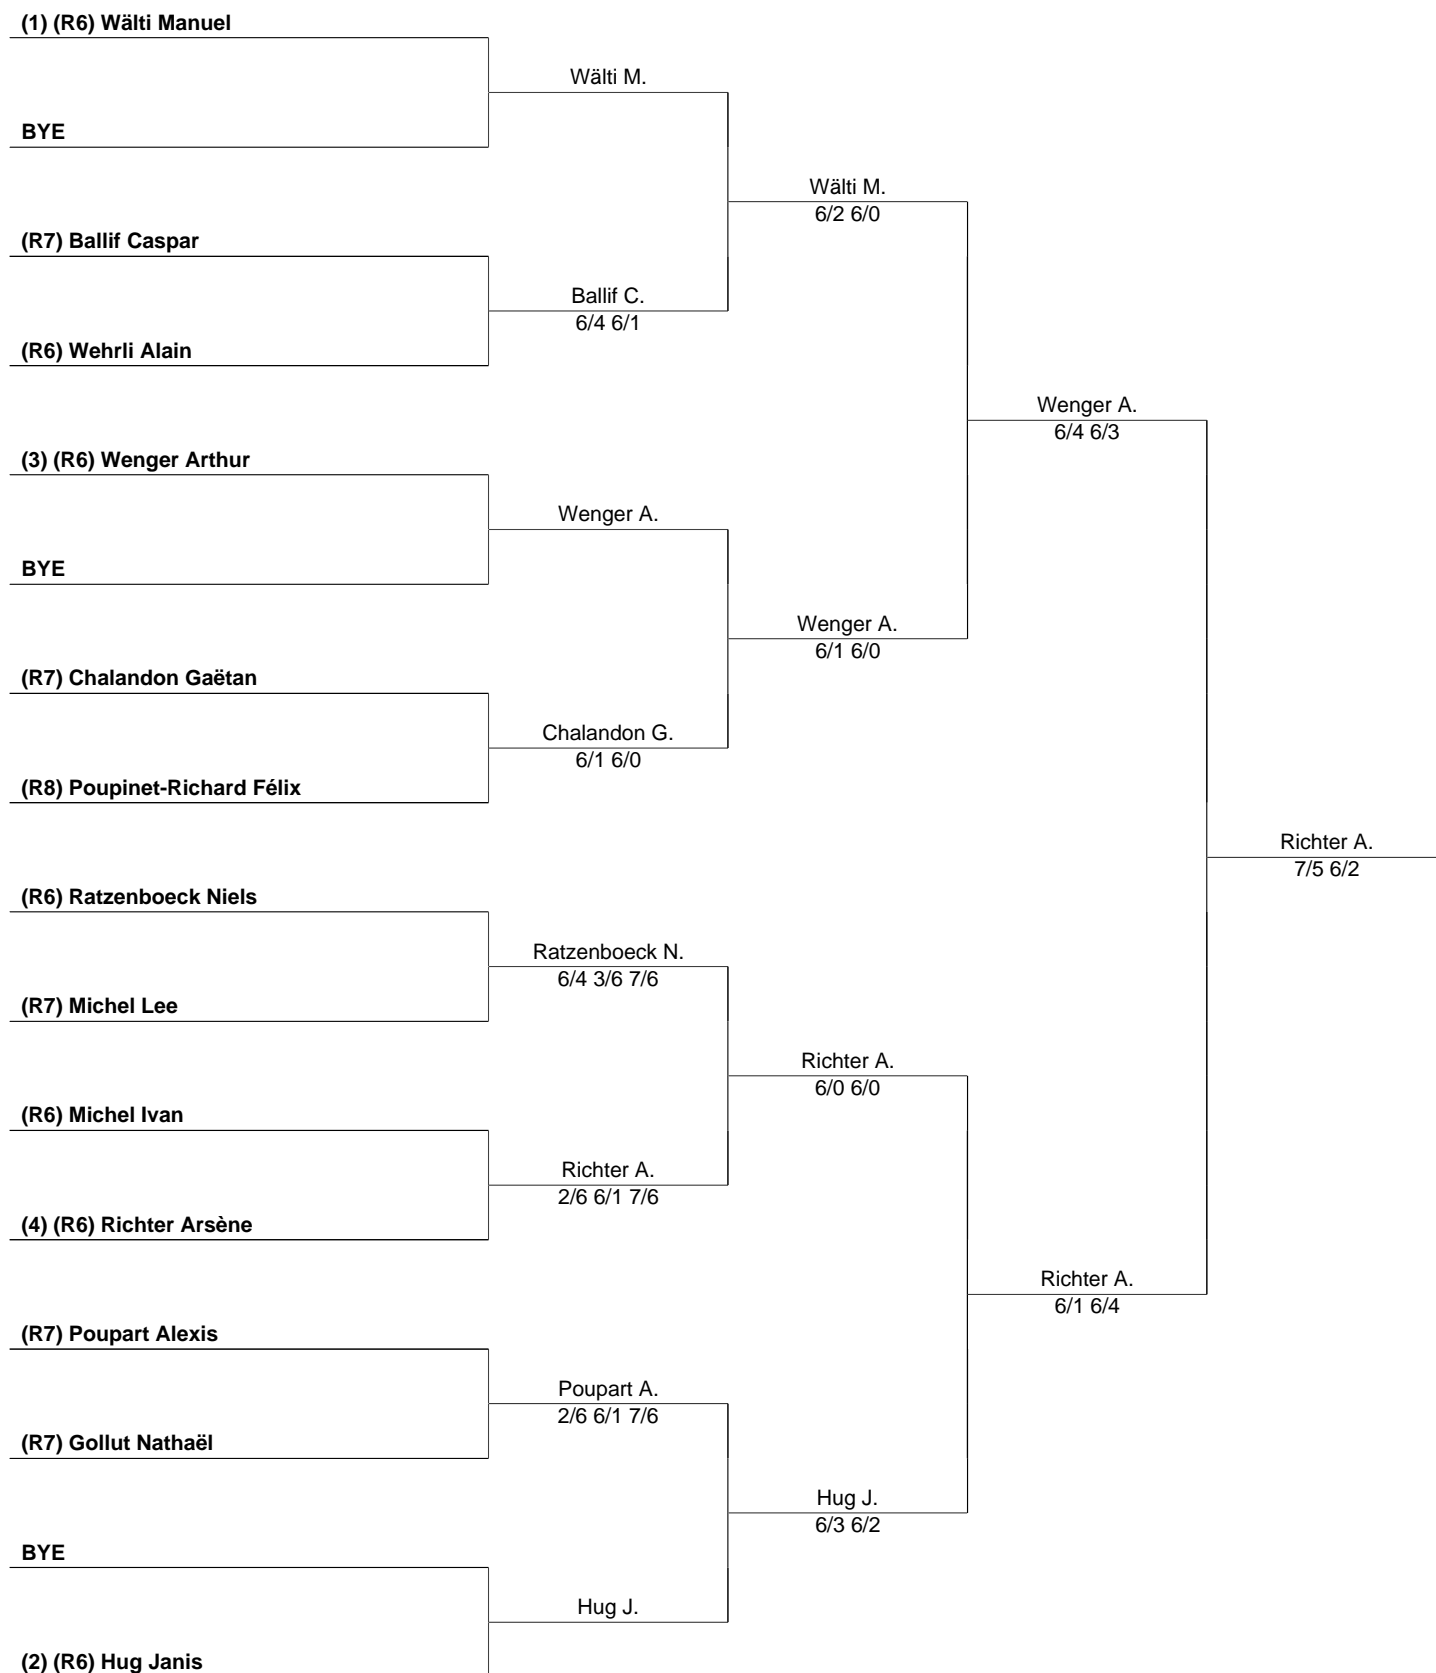 (1) (R6) Wälti Manuel
Wälti M.
BYE
Wälti M.
6/2 6/0
(R7) Ballif Caspar
Ballif C.
6/4 6/1
(R6) Wehrli Alain
Wenger A.
6/4 6/3
(3) (R6) Wenger Arthur
Wenger A.
BYE
Wenger A.
6/1 6/0
(R7) Chalandon Gaëtan
Chalandon G.
6/1 6/0
(R8) Poupinet-Richard Félix
Richter A.
7/5 6/2
(R6) Ratzenboeck Niels
Ratzenboeck N.
6/4 3/6 7/6
(R7) Michel Lee
Richter A.
6/0 6/0
(R6) Michel Ivan
Richter A.
2/6 6/1 7/6
(4) (R6) Richter Arsène
Richter A.
6/1 6/4
(R7) Poupart Alexis
Poupart A.
2/6 6/1 7/6
(R7) Gollut Nathaël
Hug J.
6/3 6/2
BYE
Hug J.
(2) (R6) Hug Janis